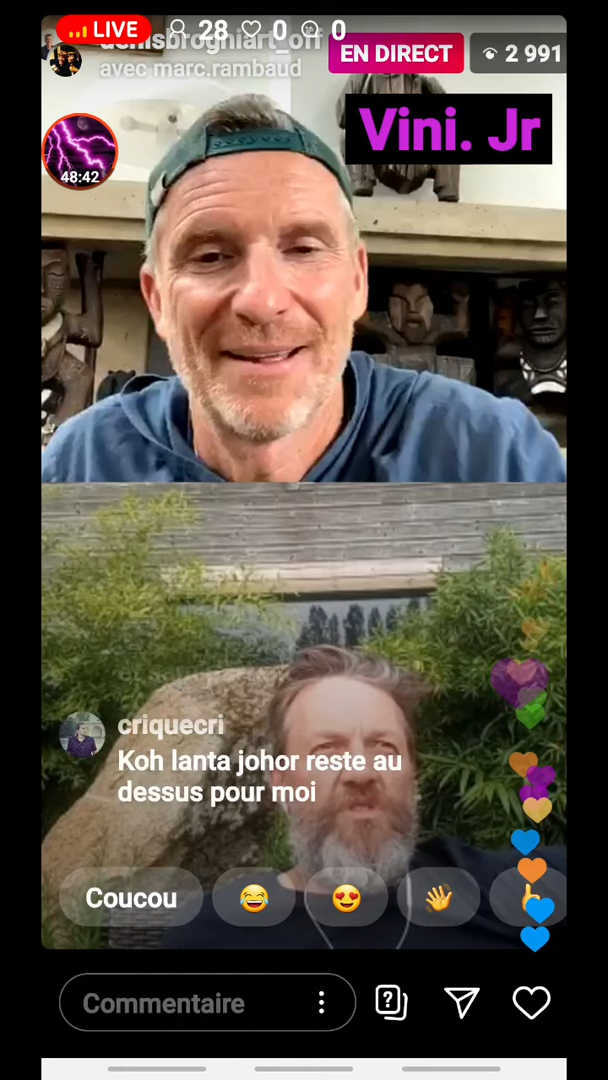 LIVE 28 0 0
denisbrogniart_off
avec marc.rambaud
EN DIRECT
2 991
Vini. Jr
48:42
criquecri
Koh lanta johor reste au
dessus pour moi
Coucou
Commentaire